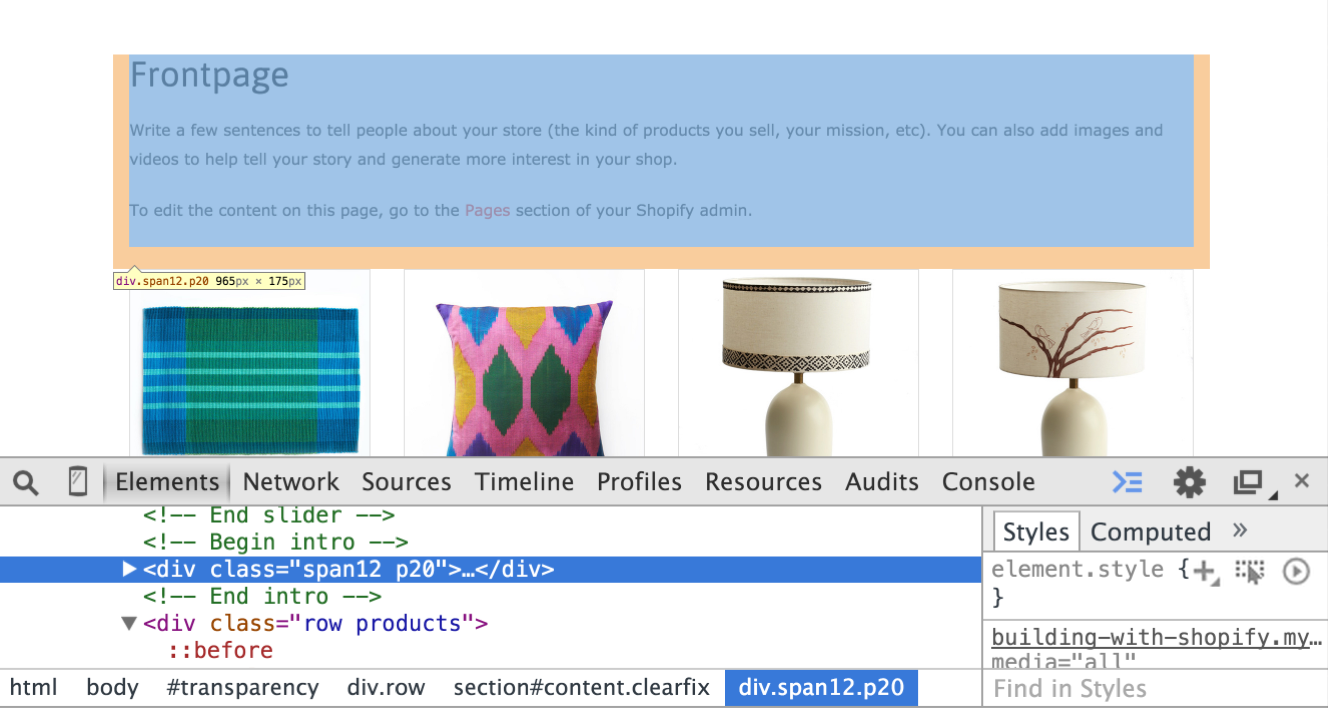 Frontpage
Write a few sentences to tell people about your store (the kind of products you sell, your mission, etc). You can also add images and
videos to help tell your story and generate more interest in your shop.
To edit the content on this page, go to the Pages section of your Shopify admin.
div.span12.p20 965px × 175px
Elements Network Sources Timeline Profiles Resources Audits Console ×
<!-- End slider -->
<!-- Begin intro -->
▶<div class="span12 p20">…</div>
<!-- End intro -->
▼<div class="row products">
::before
html body #transparency div.row section#content.clearfix div.span12.p20
Styles Computed »
element.style {
}
building-with-shopify.my…
media="all"
Find in Styles